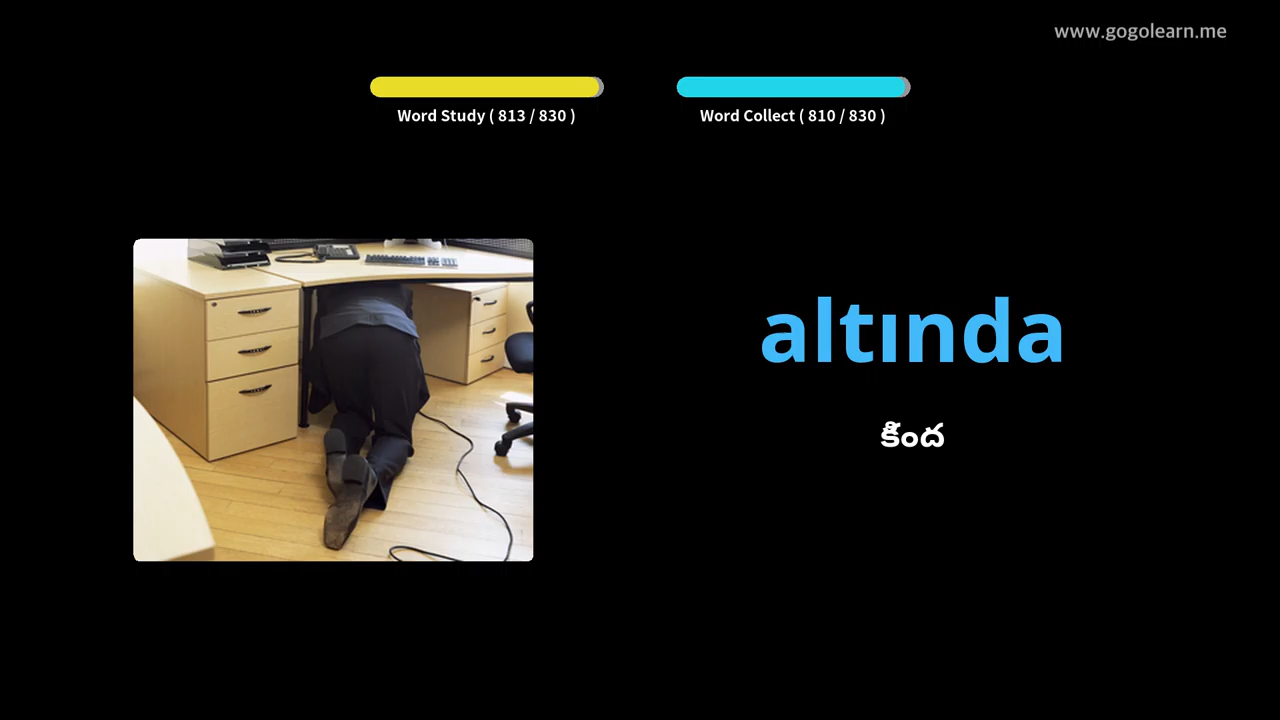 www.gogolearn.me
Word Study ( 813 / 830 )
Word Collect ( 810 / 830 )
altında
కింద